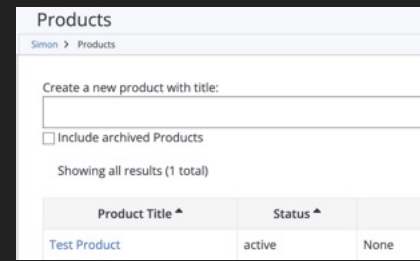 Products
Simon > Products
Create a new product with title:
Include archived Products
Showing all results (1 total)
Product Title Status
Test Product active None